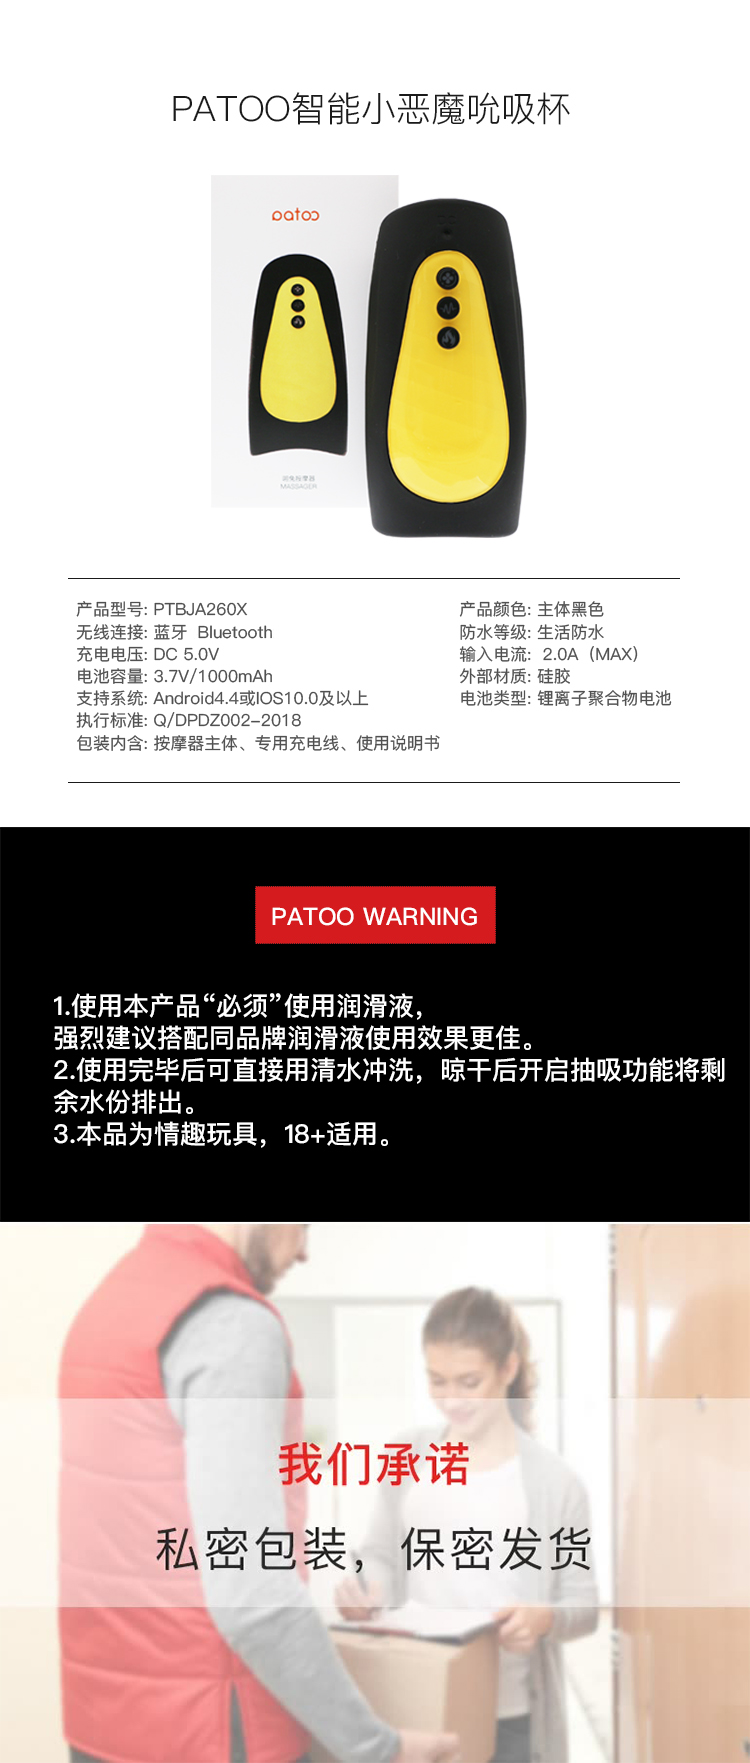 PATOO智能小恶魔吮吸杯
patoo
MASSAGER
产品型号: PTBJA260X
无线连接: 蓝牙 Bluetooth
充电电压: DC 5.0V
电池容量: 3.7V/1000mAh
支持系统: Android4.4或IOS10.0及以上
执行标准: Q/DPDZ002-2018
包装内含: 按摩器主体、专用充电线、使用说明书
产品颜色: 主体黑色
防水等级: 生活防水
输入电流: 2.0A（MAX）
外部材质: 硅胶
电池类型: 锂离子聚合物电池
PATOO WARNING
1.使用本产品“必须”使用润滑液，
强烈建议搭配同品牌润滑液使用效果更佳。
2.使用完毕后可直接用清水冲洗，晾干后开启抽吸功能将剩
余水份排出。
3.本品为情趣玩具，18+适用。
我们承诺
私密包装，保密发货